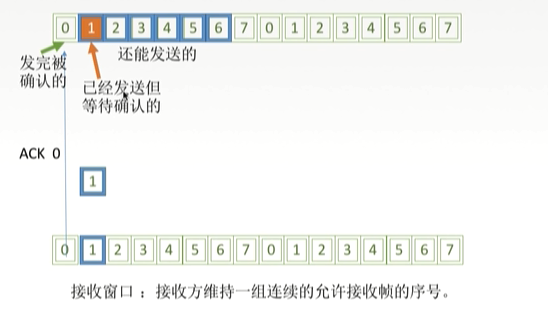 0 1 2 3 4 5 6 7 0 1 2 3 4 5 6 7
还能发送的
发完被
确认的
已经发送但
等待确认的
ACK 0
1
0 1 2 3 4 5 6 7 0 1 2 3 4 5 6 7
接收窗口：接收方维持一组连续的允许接收帧的序号。